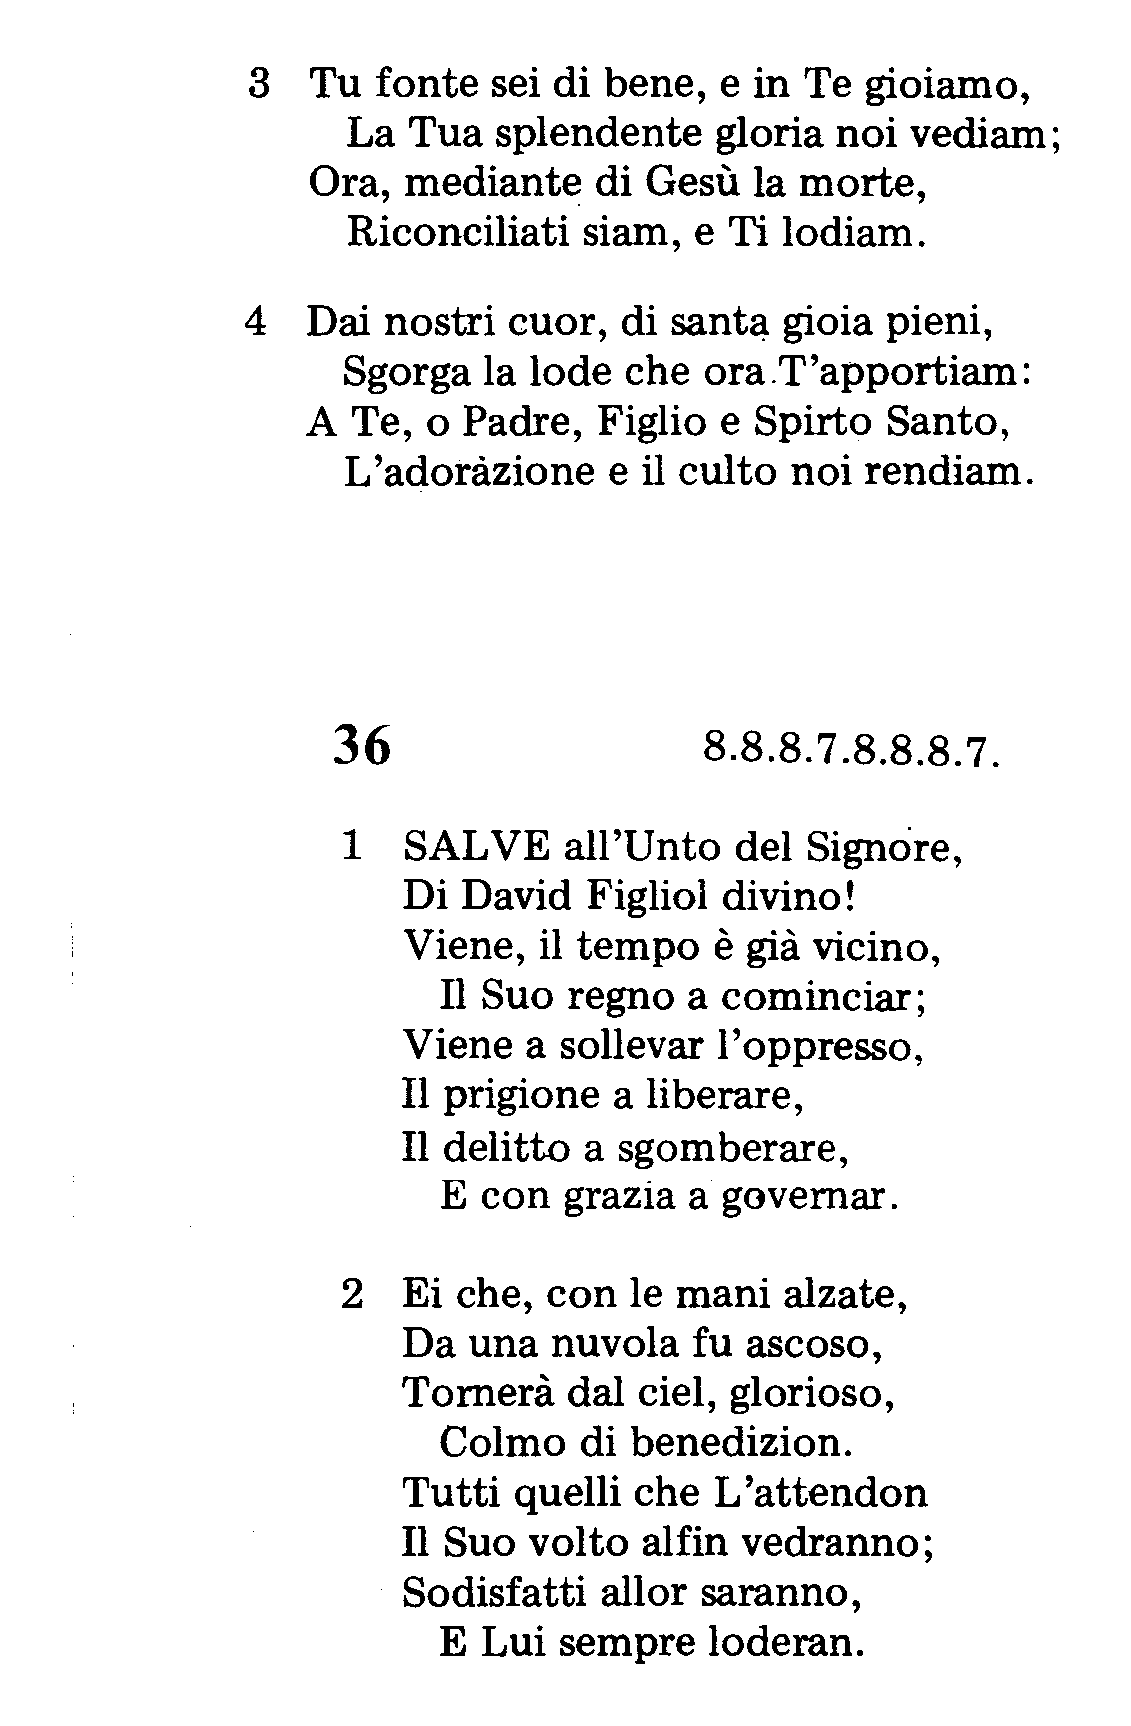 3 Tu fonte sei di bene, e in Te gioiamo,
La Tua splendente gloria noi vediam;
Ora, mediante di Gesù la morte,
Riconciliati siam, e Ti lodiam.
4 Dai nostri cuor, di santa gioia pieni,
Sgorga la lode che ora T'apportiam:
A Te, o Padre, Figlio e Spirto Santo,
L'adorazione e il culto noi rendiam.
36 8.8.8.7.8.8.8.7.
1 SALVE all'Unto del Signore,
Di David Figliol divino!
Viene, il tempo è già vicino,
Il Suo regno a cominciar;
Viene a sollevar l'oppresso,
Il prigione a liberare,
Il delitto a sgomberare,
E con grazia a governar.
2 Ei che, con le mani alzate,
Da una nuvola fu ascoso,
Tornerà dal ciel, glorioso,
Colmo di benedizion.
Tutti quelli che L'attendon
Il Suo volto alfin vedranno;
Sodisfatti allor saranno,
E Lui sempre loderan.